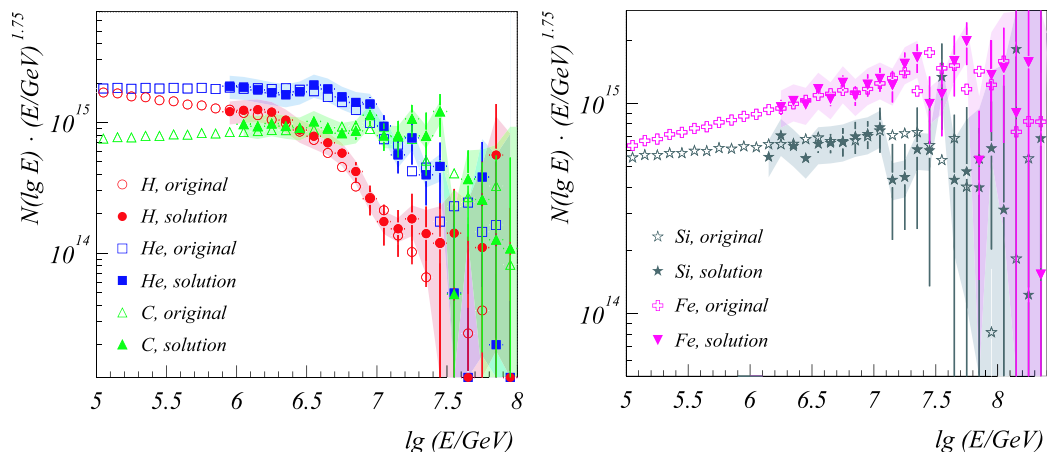 N(lg E) · (E/GeV)^1.75
10^15
10^14
H, original
H, solution
He, original
He, solution
C, original
C, solution
5 5.5 6 6.5 7 7.5 8
lg (E/GeV)
N(lg E) · (E/GeV)^1.75
10^15
10^14
Si, original
Si, solution
Fe, original
Fe, solution
5 5.5 6 6.5 7 7.5 8
lg (E/GeV)